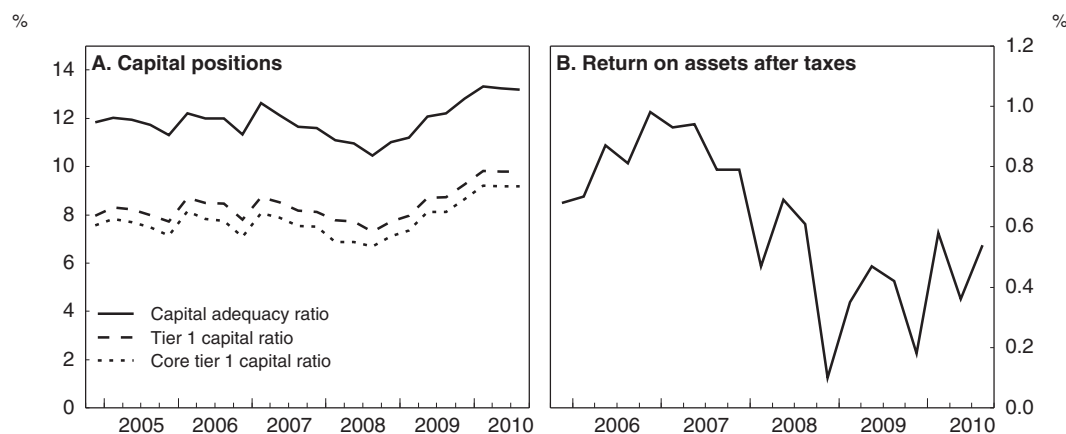 %
A. Capital positions
14
12
10
8
6
4
2
0
Capital adequacy ratio
Tier 1 capital ratio
Core tier 1 capital ratio
2005 2006 2007 2008 2009 2010
%
B. Return on assets after taxes
1.2
1.0
0.8
0.6
0.4
0.2
0.0
2006 2007 2008 2009 2010